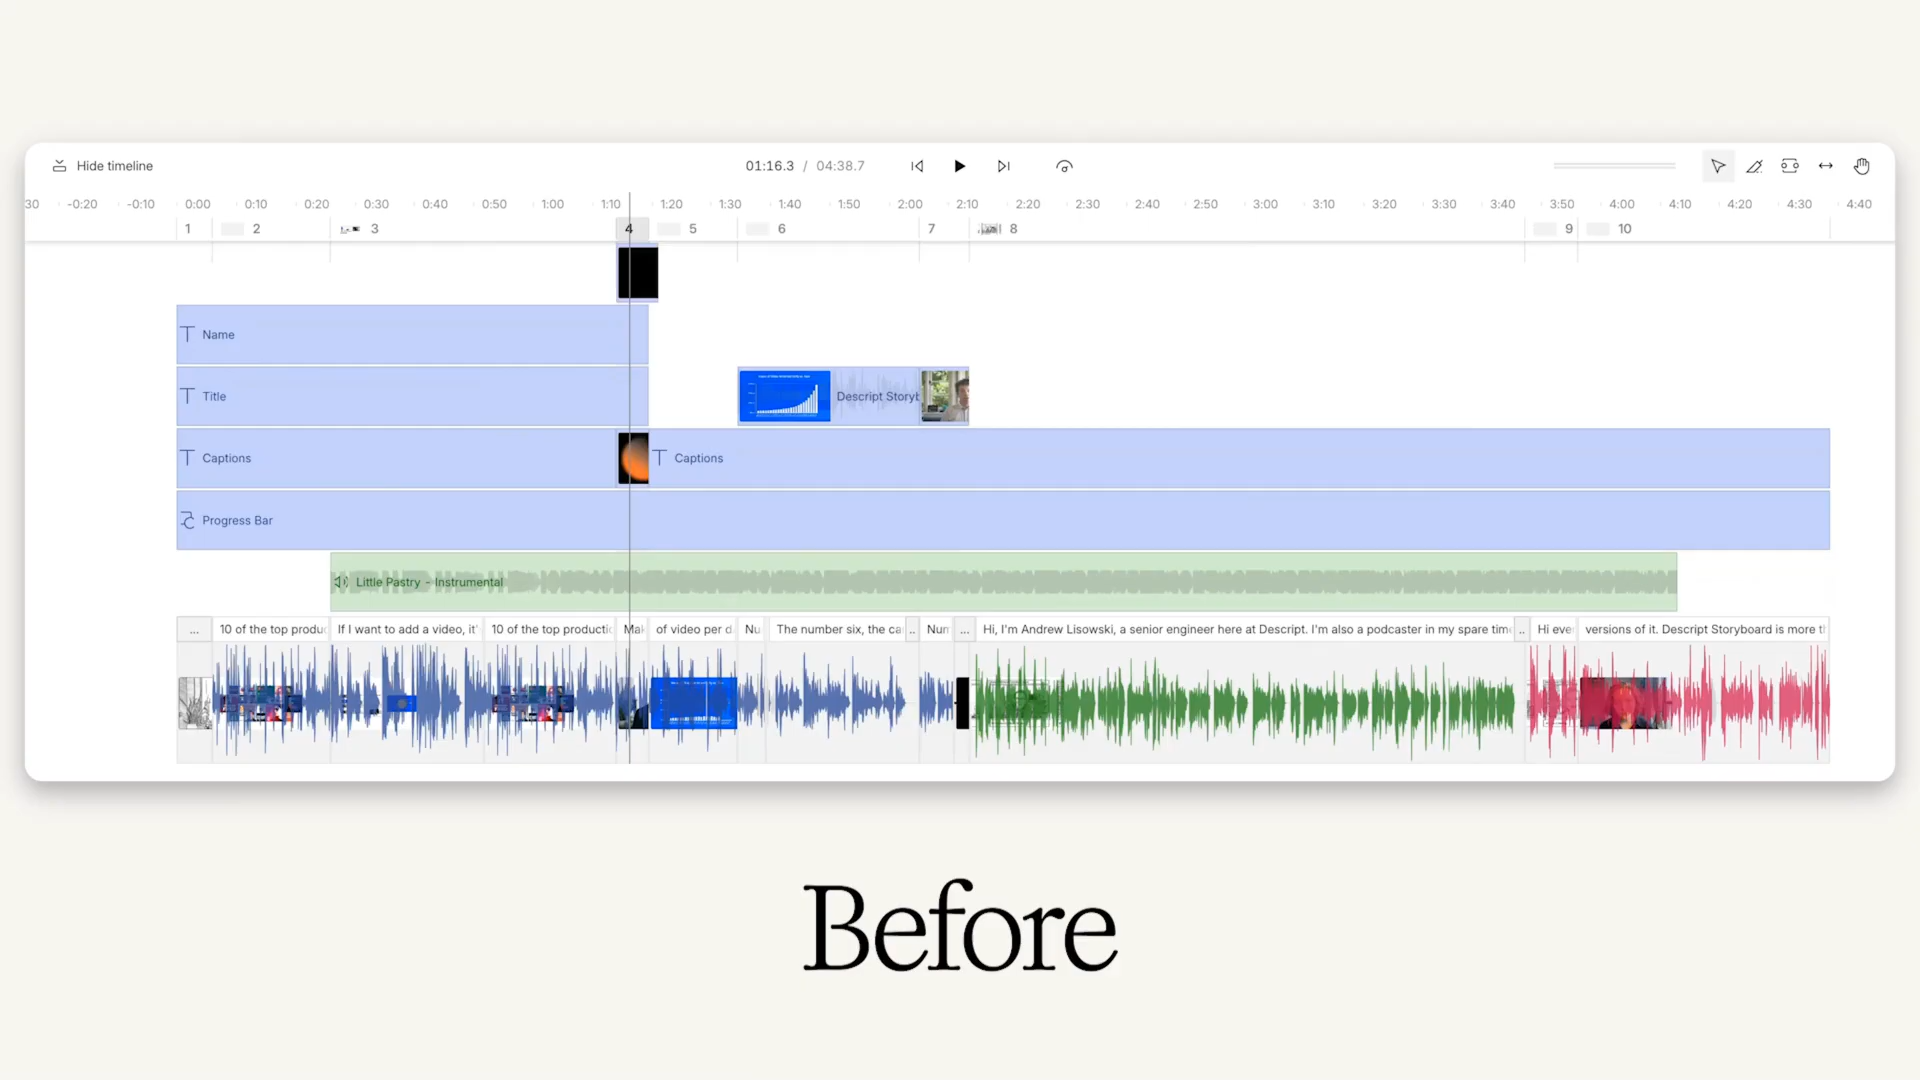 Hide timeline
01:16.3 / 04:38.7
30 -0:20 -0:10 0:00 0:10 0:20 0:30 0:40 0:50 1:00 1:10 1:20 1:30 1:40 1:50 2:00 2:10 2:20 2:30 2:40 2:50 3:00 3:10 3:20 3:30 3:40 3:50 4:00 4:10 4:20 4:30 4:40
1 2 3 4 5 6 7 8 9 10
Name
Title
Descript Storyb
Captions
Captions
Progress Bar
Little Pastry - Instrumental
... 10 of the top produc If I want to add a video, it' 10 of the top productic Mak of video per d Nu The number six, the ca .. Num ... Hi, I'm Andrew Lisowski, a senior engineer here at Descript. I'm also a podcaster in my spare time .. Hi eve versions of it. Descript Storyboard is more t
Before